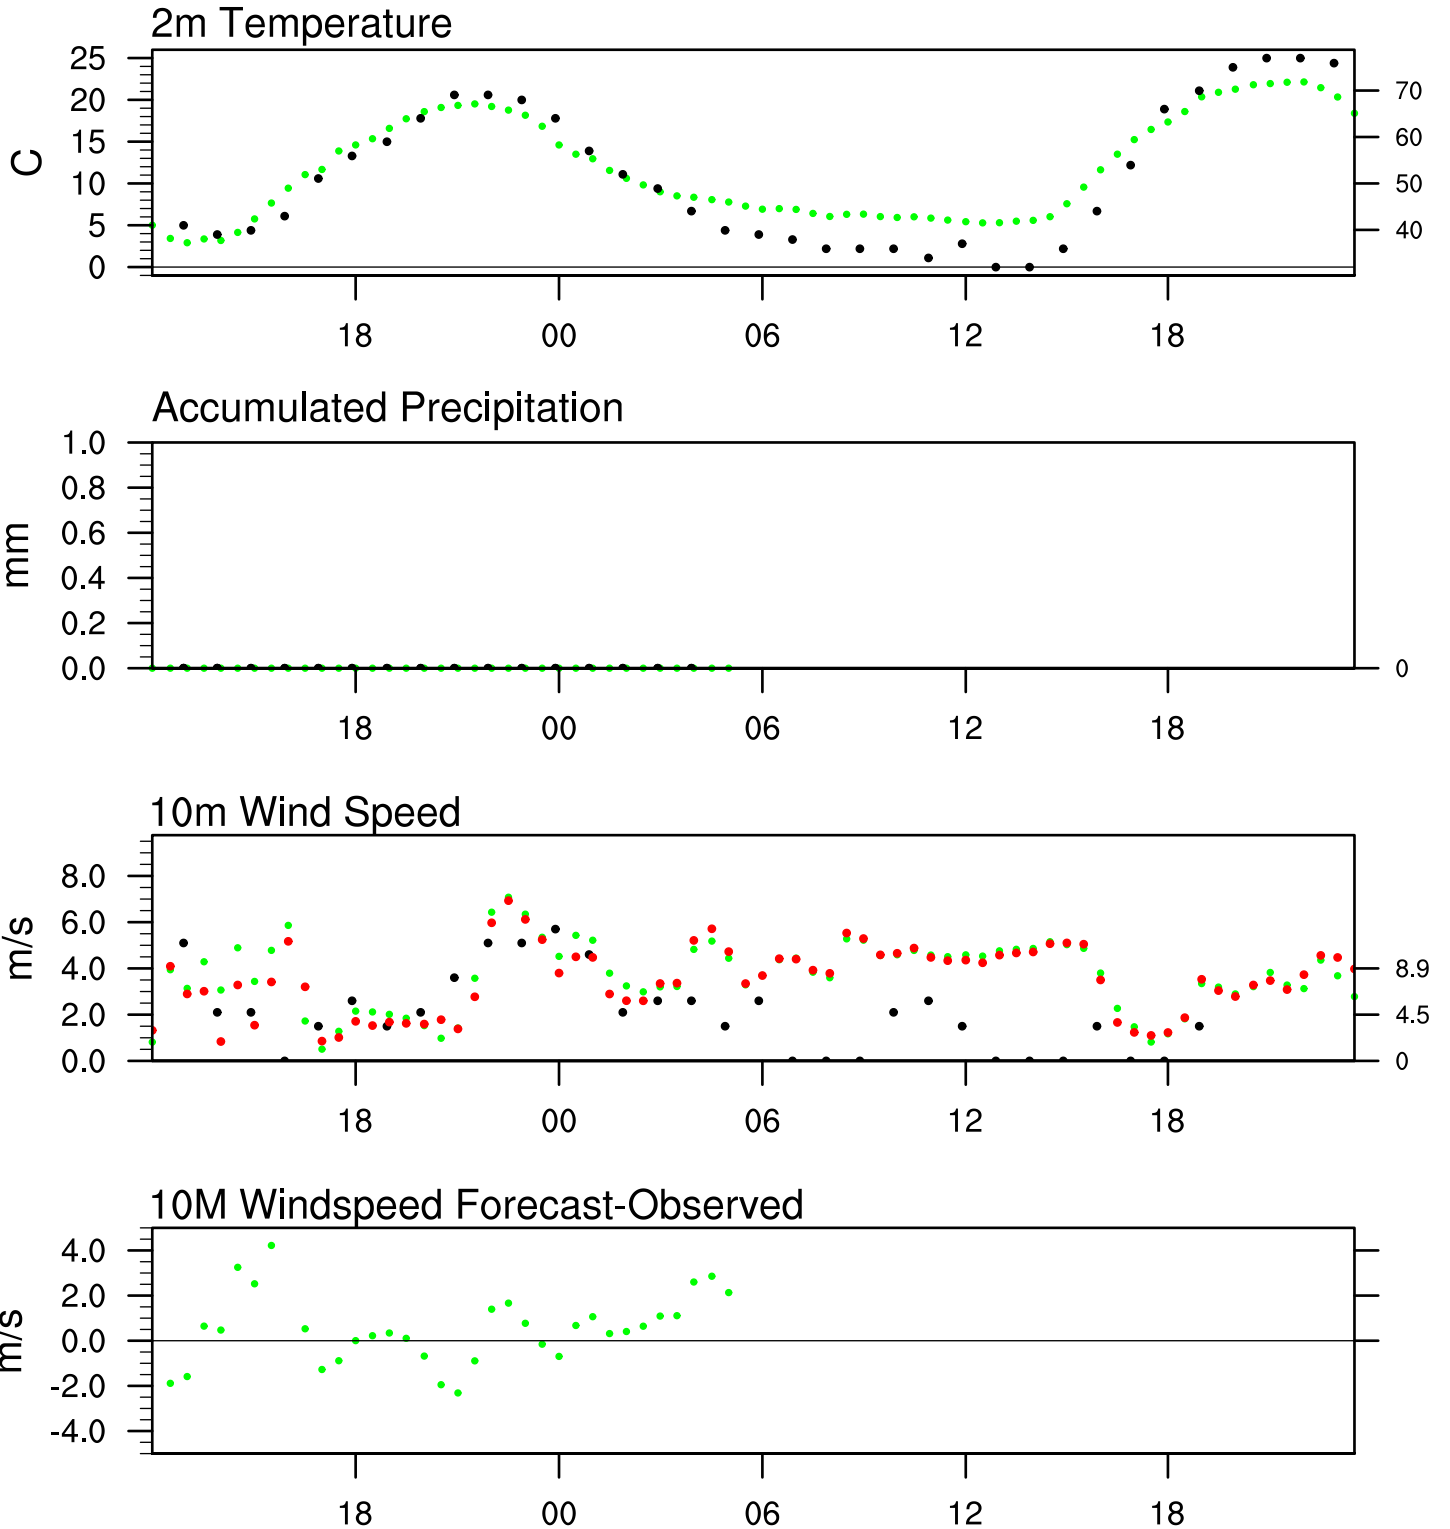 2m Temperature
25
20
15
10
5
0
C
70
60
50
40
18 00 06 12 18
Accumulated Precipitation
1.0
0.8
0.6
0.4
0.2
0.0
mm
0
18 00 06 12 18
10m Wind Speed
8.0
6.0
4.0
2.0
0.0
m/s
8.9
4.5
0
18 00 06 12 18
10M Windspeed Forecast-Observed
4.0
2.0
0.0
-2.0
-4.0
m/s
18 00 06 12 18